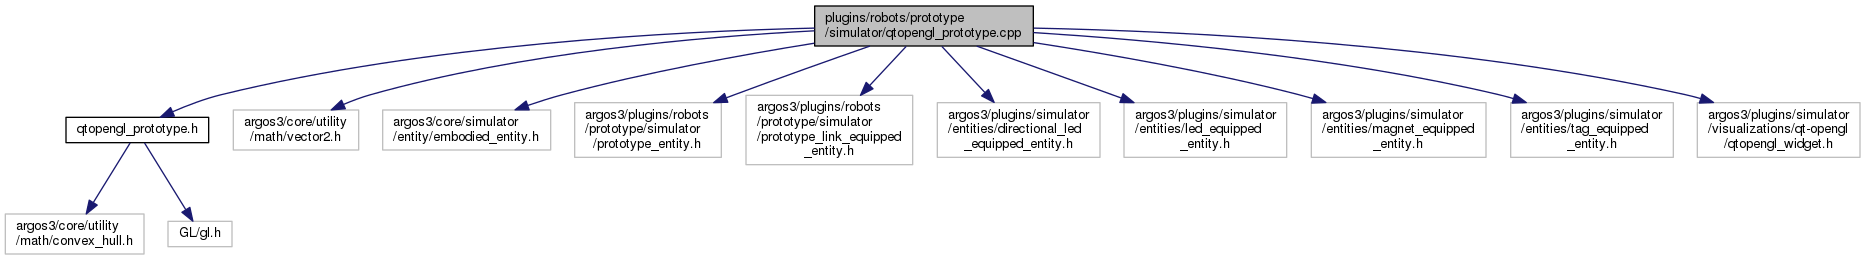 plugins/robots/prototype
/simulator/qtopengl_prototype.cpp
qtopengl_prototype.h
argos3/core/utility
/math/vector2.h
argos3/core/simulator
/entity/embodied_entity.h
argos3/plugins/robots
/prototype/simulator
/prototype_entity.h
argos3/plugins/robots
/prototype/simulator
/prototype_link_equipped
_entity.h
argos3/plugins/simulator
/entities/directional_led
_equipped_entity.h
argos3/plugins/simulator
/entities/led_equipped
_entity.h
argos3/plugins/simulator
/entities/magnet_equipped
_entity.h
argos3/plugins/simulator
/entities/tag_equipped
_entity.h
argos3/plugins/simulator
/visualizations/qt-opengl
/qtopengl_widget.h
argos3/core/utility
/math/convex_hull.h
GL/gl.h